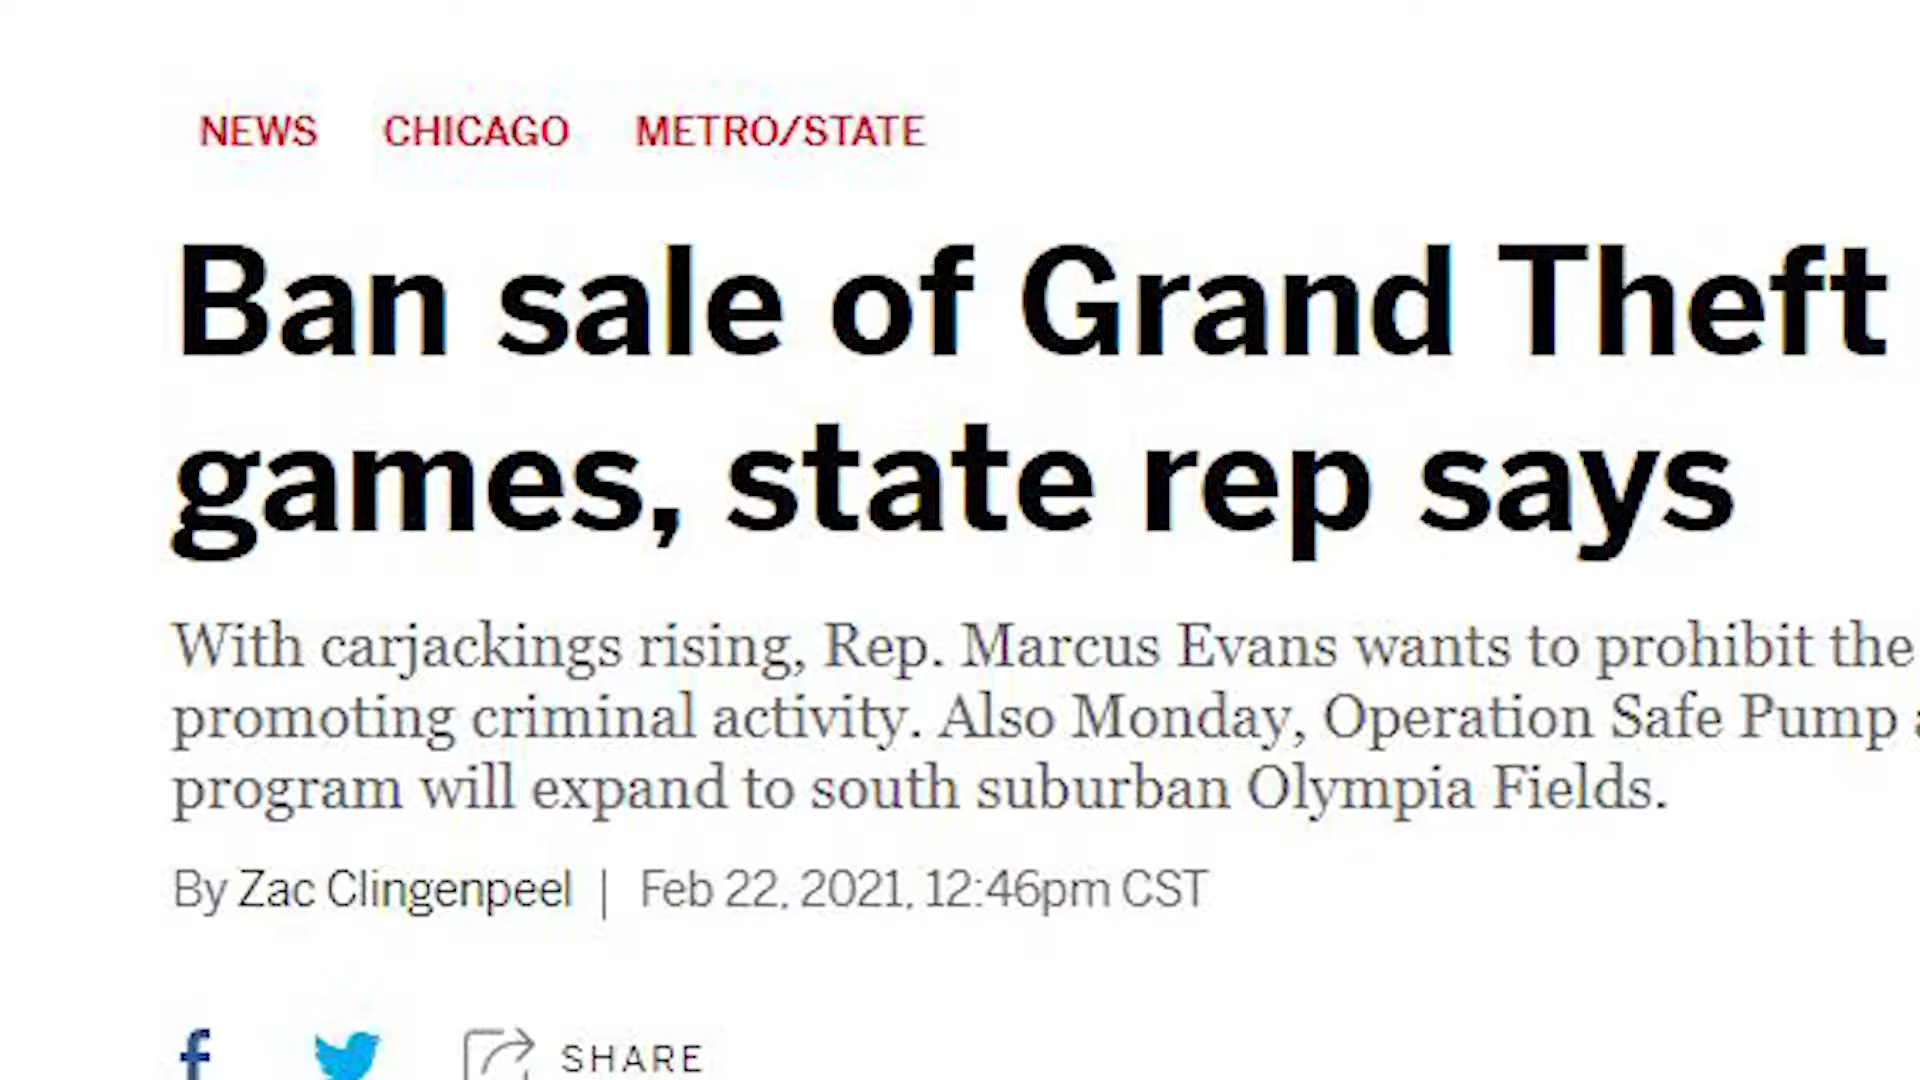 NEWS CHICAGO METRO/STATE
Ban sale of Grand Theft
games, state rep says
With carjackings rising, Rep. Marcus Evans wants to prohibit the
promoting criminal activity. Also Monday, Operation Safe Pump
program will expand to south suburban Olympia Fields.
By Zac Clingenpeel | Feb 22, 2021, 12:46pm CST
SHARE